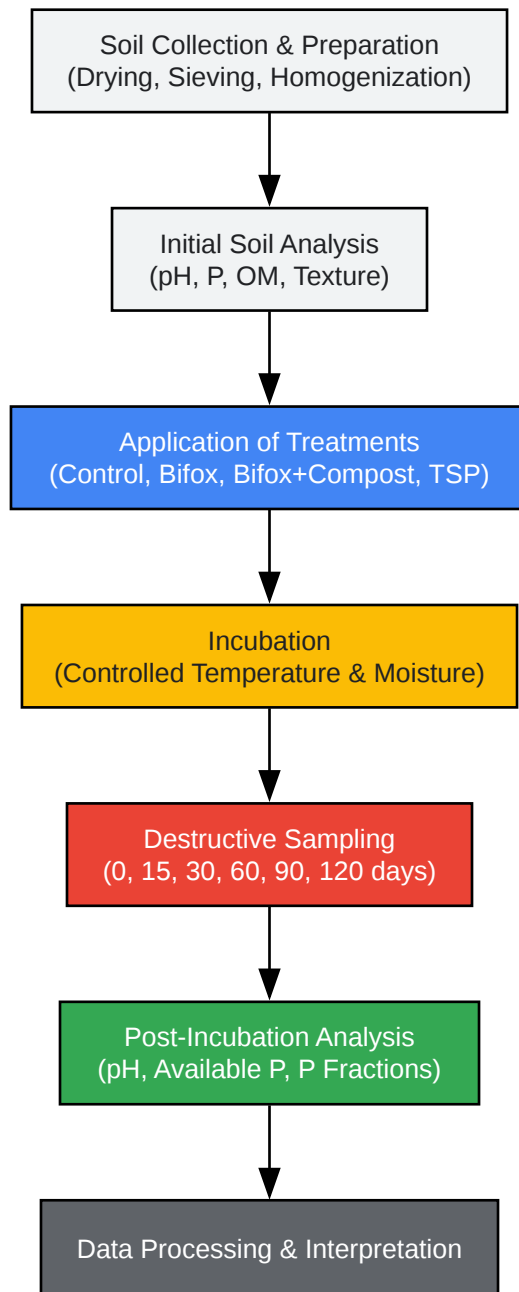 Soil Collection & Preparation
(Drying, Sieving, Homogenization)
Initial Soil Analysis
(pH, P, OM, Texture)
Application of Treatments
(Control, Bifox, Bifox+Compost, TSP)
Incubation
(Controlled Temperature & Moisture)
Destructive Sampling
(0, 15, 30, 60, 90, 120 days)
Post-Incubation Analysis
(pH, Available P, P Fractions)
Data Processing & Interpretation